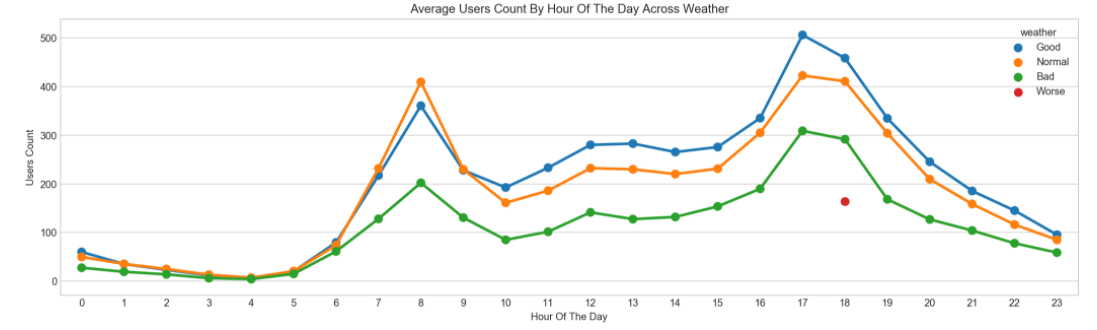 Average Users Count By Hour Of The Day Across Weather
500
400
300
200
100
0
Users Count
weather
Good
Normal
Bad
Worse
0 1 2 3 4 5 6 7 8 9 10 11 12 13 14 15 16 17 18 19 20 21 22 23
Hour Of The Day